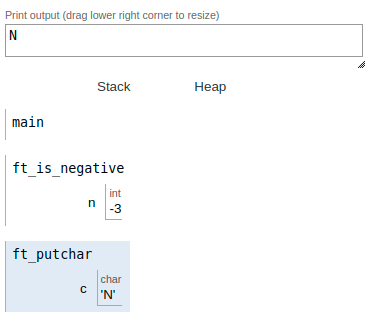 Print output (drag lower right corner to resize)
N
Stack Heap
main
ft_is_negative
int
n -3
ft_putchar
char
c 'N'